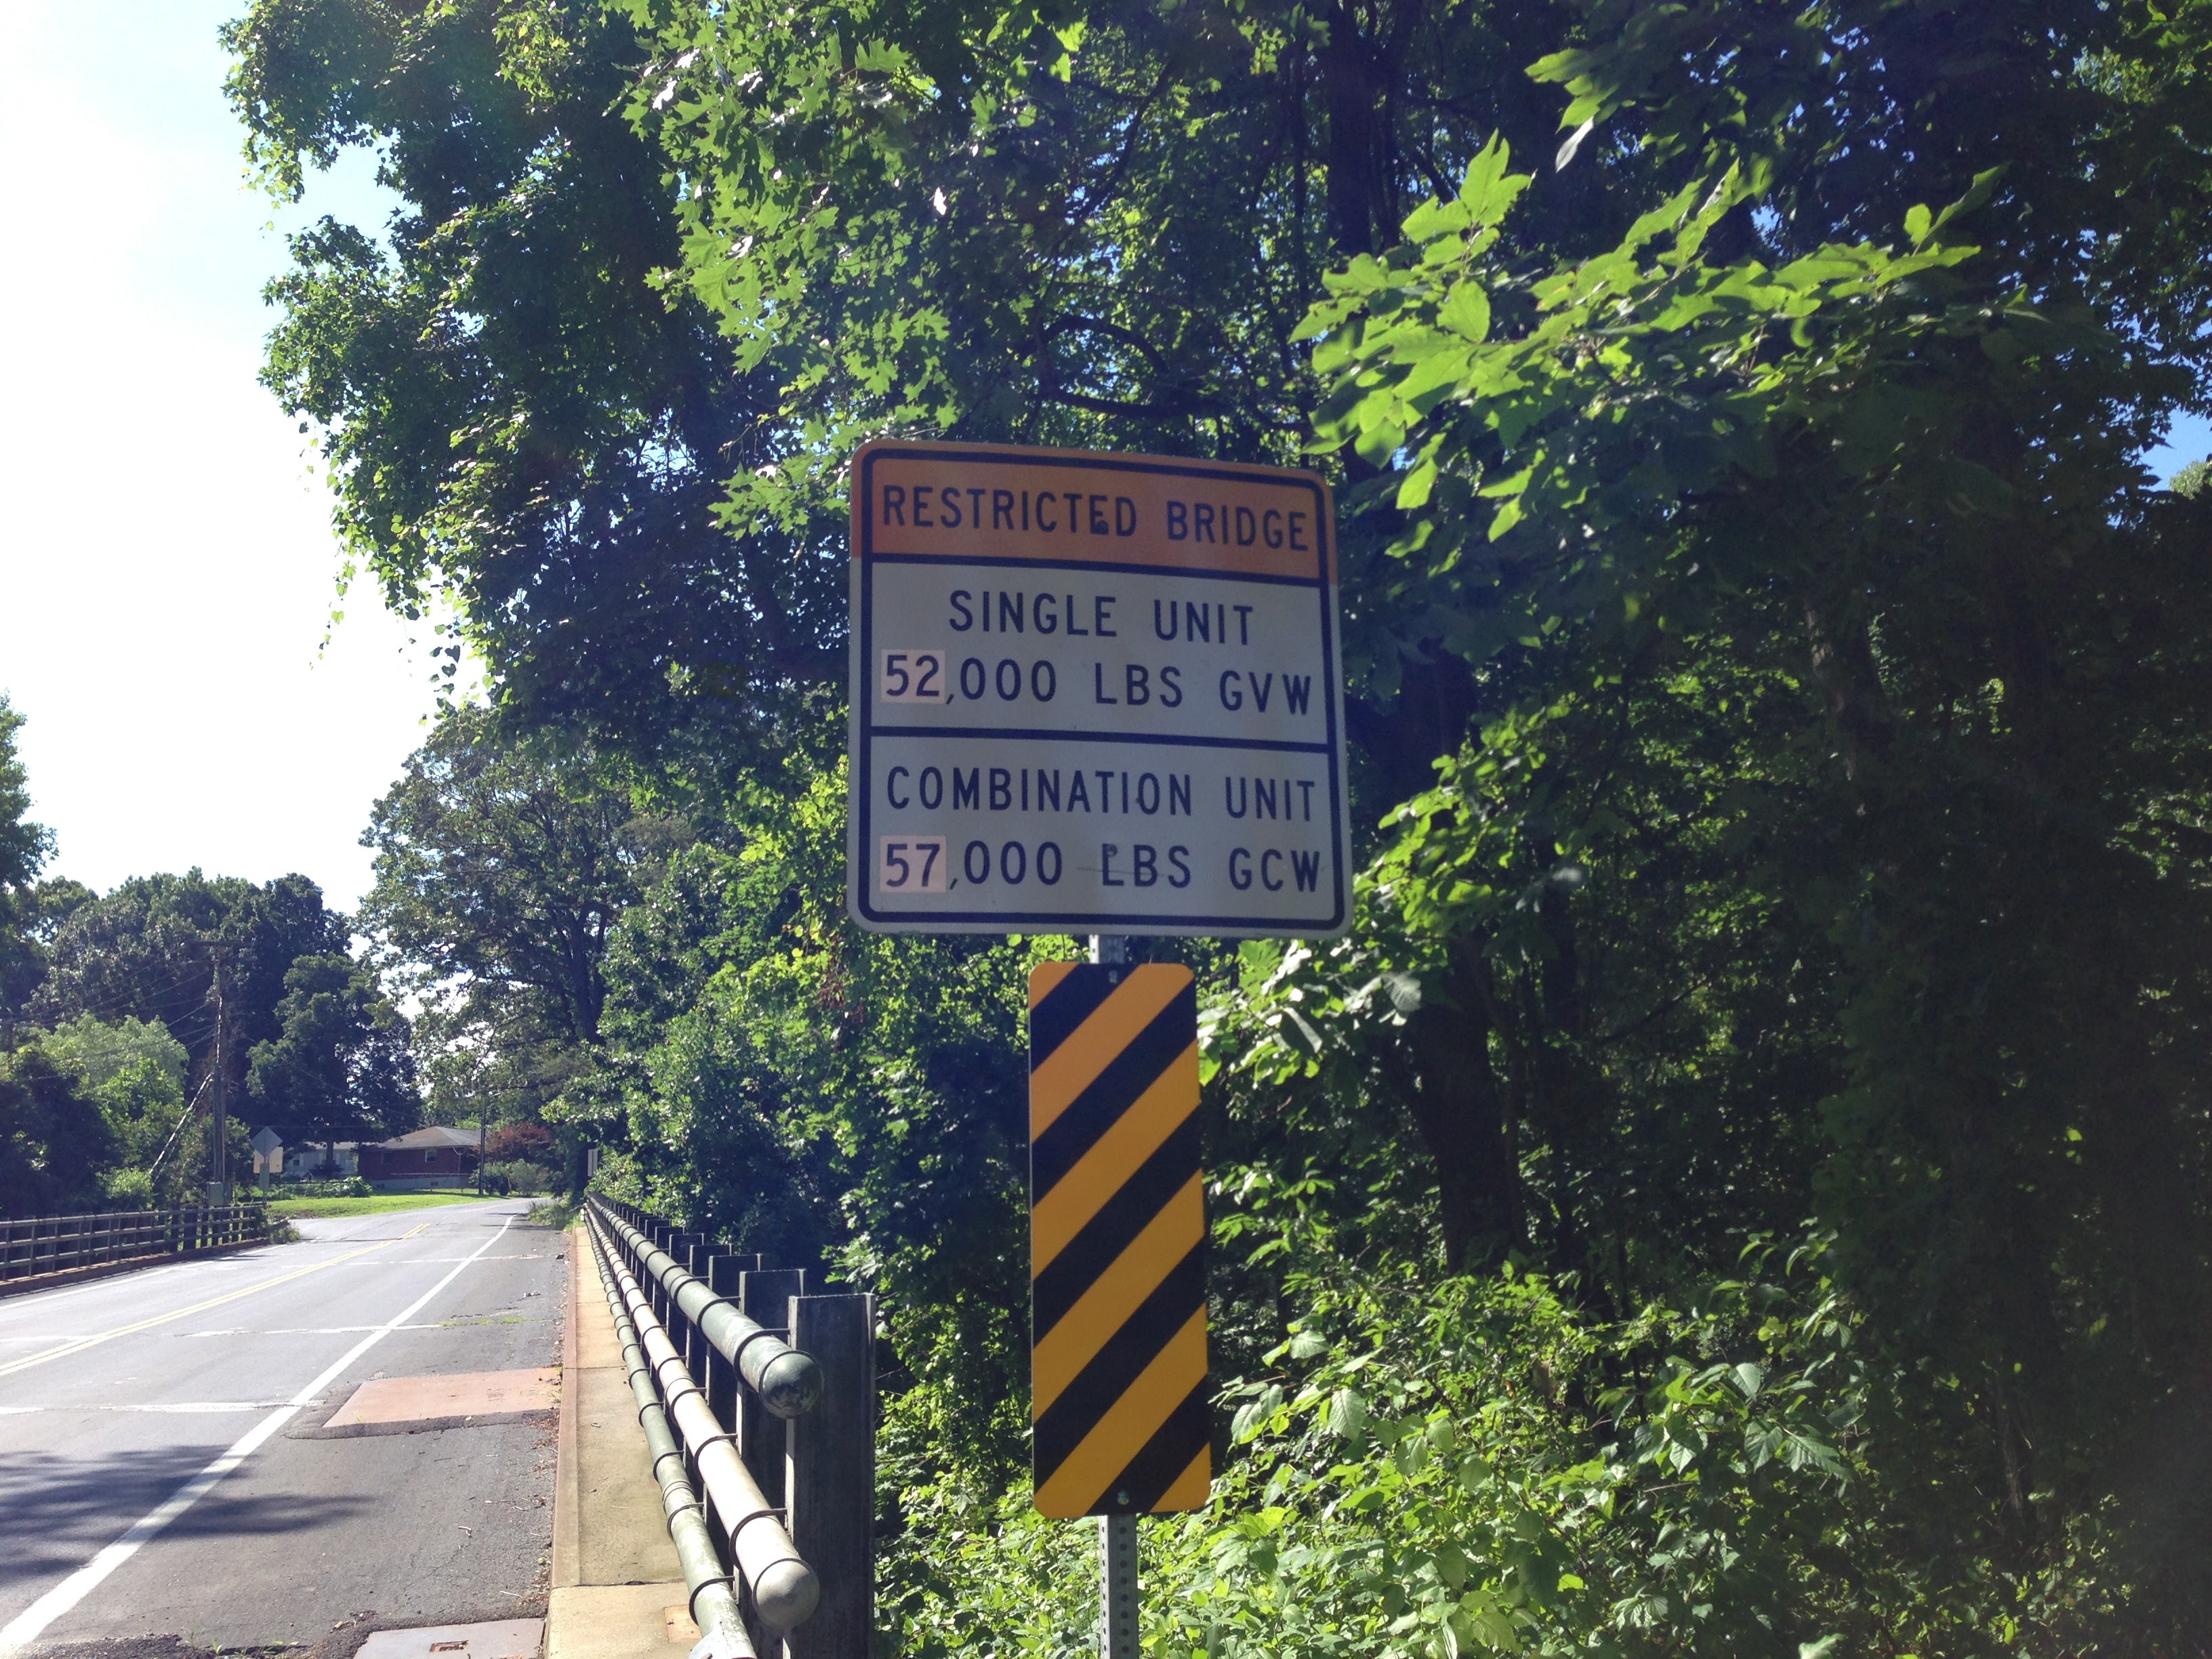 RESTRICTED BRIDGE
SINGLE UNIT
52,000 LBS GVW
COMBINATION UNIT
57,000 LBS GCW